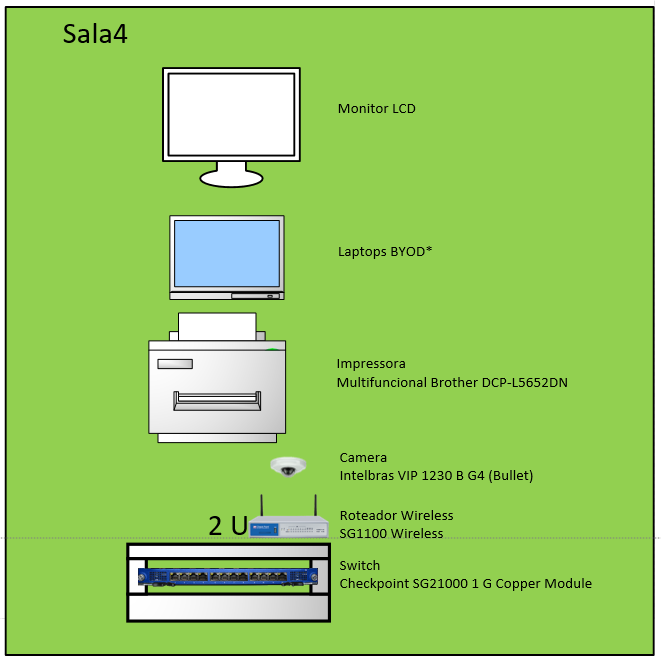 Sala4
Monitor LCD
Laptops BYOD*
Impressora
Multifuncional Brother DCP-L5652DN
Camera
Intelbras VIP 1230 B G4 (Bullet)
2 U
Roteador Wireless
SG1100 Wireless
Switch
Checkpoint SG21000 1 G Copper Module